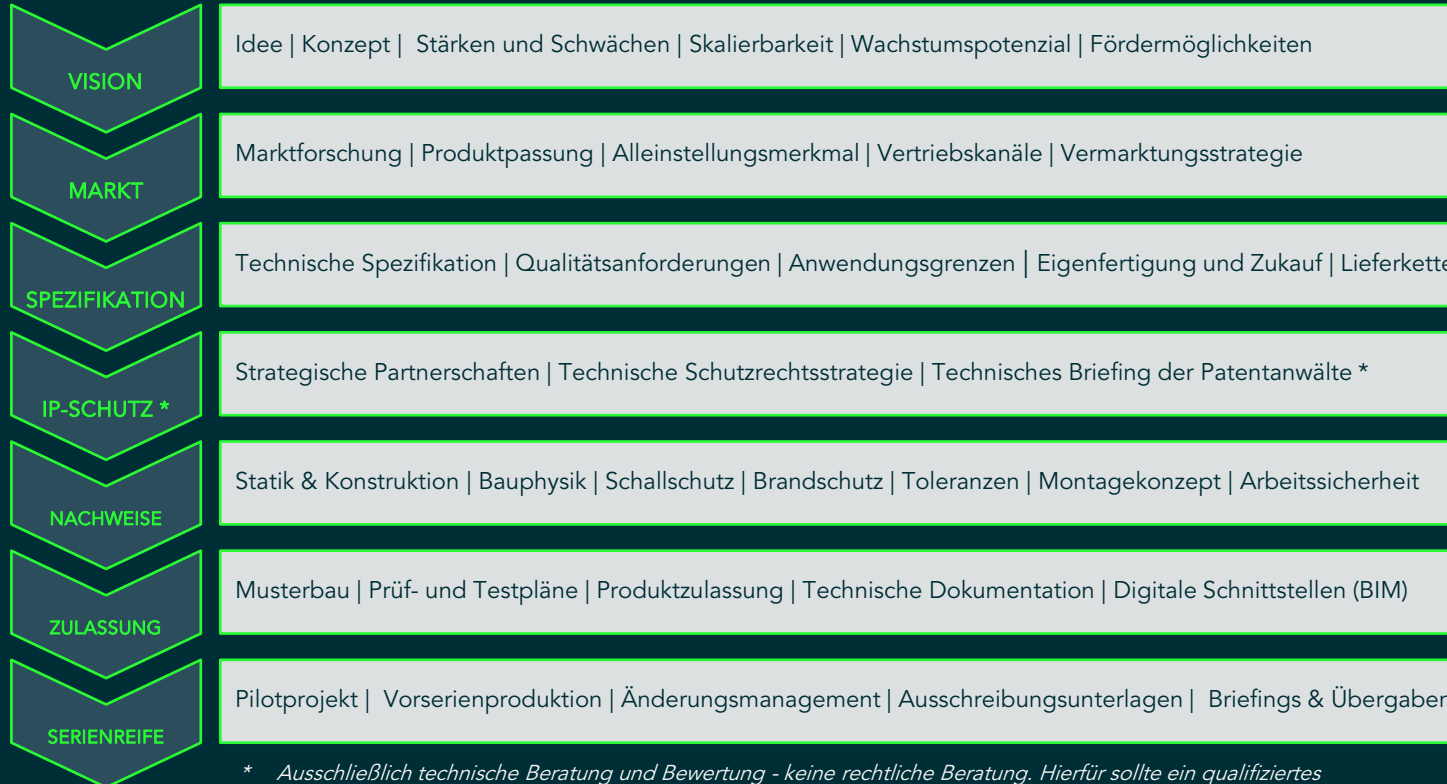 VISION
Idee | Konzept | Stärken und Schwächen | Skalierbarkeit | Wachstumspotenzial | Fördermöglichkeiten
MARKT
Marktforschung | Produktpassung | Alleinstellungsmerkmal | Vertriebskanäle | Vermarktungsstrategie
SPEZIFIKATION
Technische Spezifikation | Qualitätsanforderungen | Anwendungsgrenzen | Eigenfertigung und Zukauf | Lieferkette
IP-SCHUTZ *
Strategische Partnerschaften | Technische Schutzrechtsstrategie | Technisches Briefing der Patentanwälte *
NACHWEISE
Statik & Konstruktion | Bauphysik | Schallschutz | Brandschutz | Toleranzen | Montagekonzept | Arbeitssicherheit
ZULASSUNG
Musterbau | Prüf- und Testpläne | Produktzulassung | Technische Dokumentation | Digitale Schnittstellen (BIM)
SERIENREIFE
Pilotprojekt | Vorserienproduktion | Änderungsmanagement | Ausschreibungsunterlagen | Briefings & Übergaben
* Ausschließlich technische Beratung und Bewertung - keine rechtliche Beratung. Hierfür sollte ein qualifiziertes